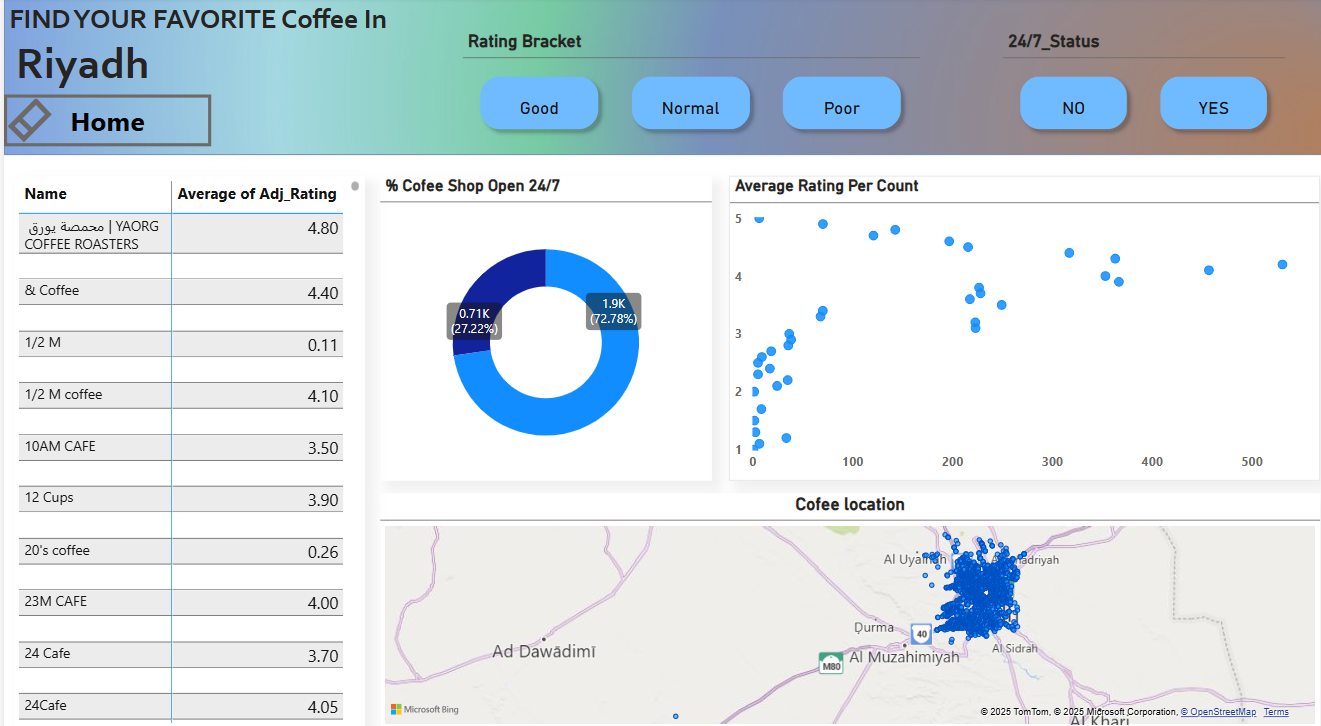 FIND YOUR FAVORITE Coffee In
Riyadh
Home
Rating Bracket
Good
Normal
Poor
24/7_Status
NO
YES
Name Average of Adj_Rating
محمصة يورق | YAORG
COFFEE ROASTERS 4.80
& Coffee 4.40
1/2 M 0.11
1/2 M coffee 4.10
10AM CAFE 3.50
12 Cups 3.90
20's coffee 0.26
23M CAFE 4.00
24 Cafe 3.70
24Cafe 4.05
% Cofee Shop Open 24/7
0.71K
(27.22%)
1.9K
(72.78%)
Average Rating Per Count
5
4
3
2
1
0 100 200 300 400 500
Cofee location
Al Uyainah
Durma
40
Ad Dawādimī
M80
Al Muzahimiyah
Al Sidrah
Microsoft Bing
© 2025 TomTom, © 2025 Microsoft Corporation, © OpenStreetMap Terms